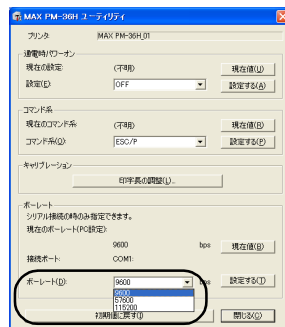 MAX PM-36H ユーティリティ
プリンタ: MAX PM-36H_01
通電時パワーオン
現在の設定: (不明) 現在値(U)
設定(E): OFF 設定する(A)
コマンド系
現在のコマンド系: (不明) 現在値(R)
コマンド系(Q): ESC/P 設定する(P)
キャリブレーション
印字長の調整(L)...
ボーレート
シリアル接続の時のみ指定できます。
現在のボーレート(PC設定):
9600 bps 現在値(B)
接続ポート: COM1:
ボーレート(D): 9600 bps 設定する(T)
9600
57600
115200
初期値に戻す(I) 閉じる(C)